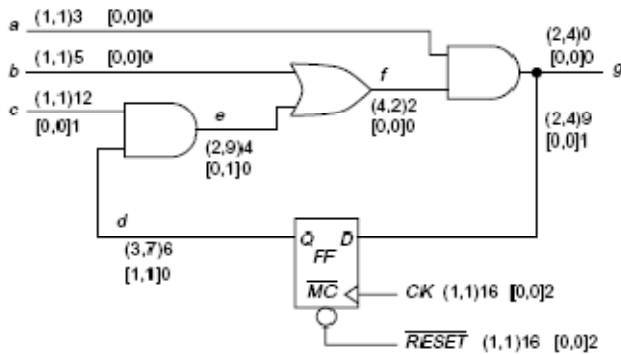 a (1,1)3 [0,0]0
b (1,1)5 [0,0]0
c (1,1)12
[0,0]1
e
(2,9)4
[0,1]0
f
(4,2)2
[0,0]0
(2,4)0
[0,0]0
g
(2,4)9
[0,0]1
d
(3,7)6
[1,1]0
Q D
FF
MC
CK (1,1)16 [0,0]2
RESET (1,1)16 [0,0]2